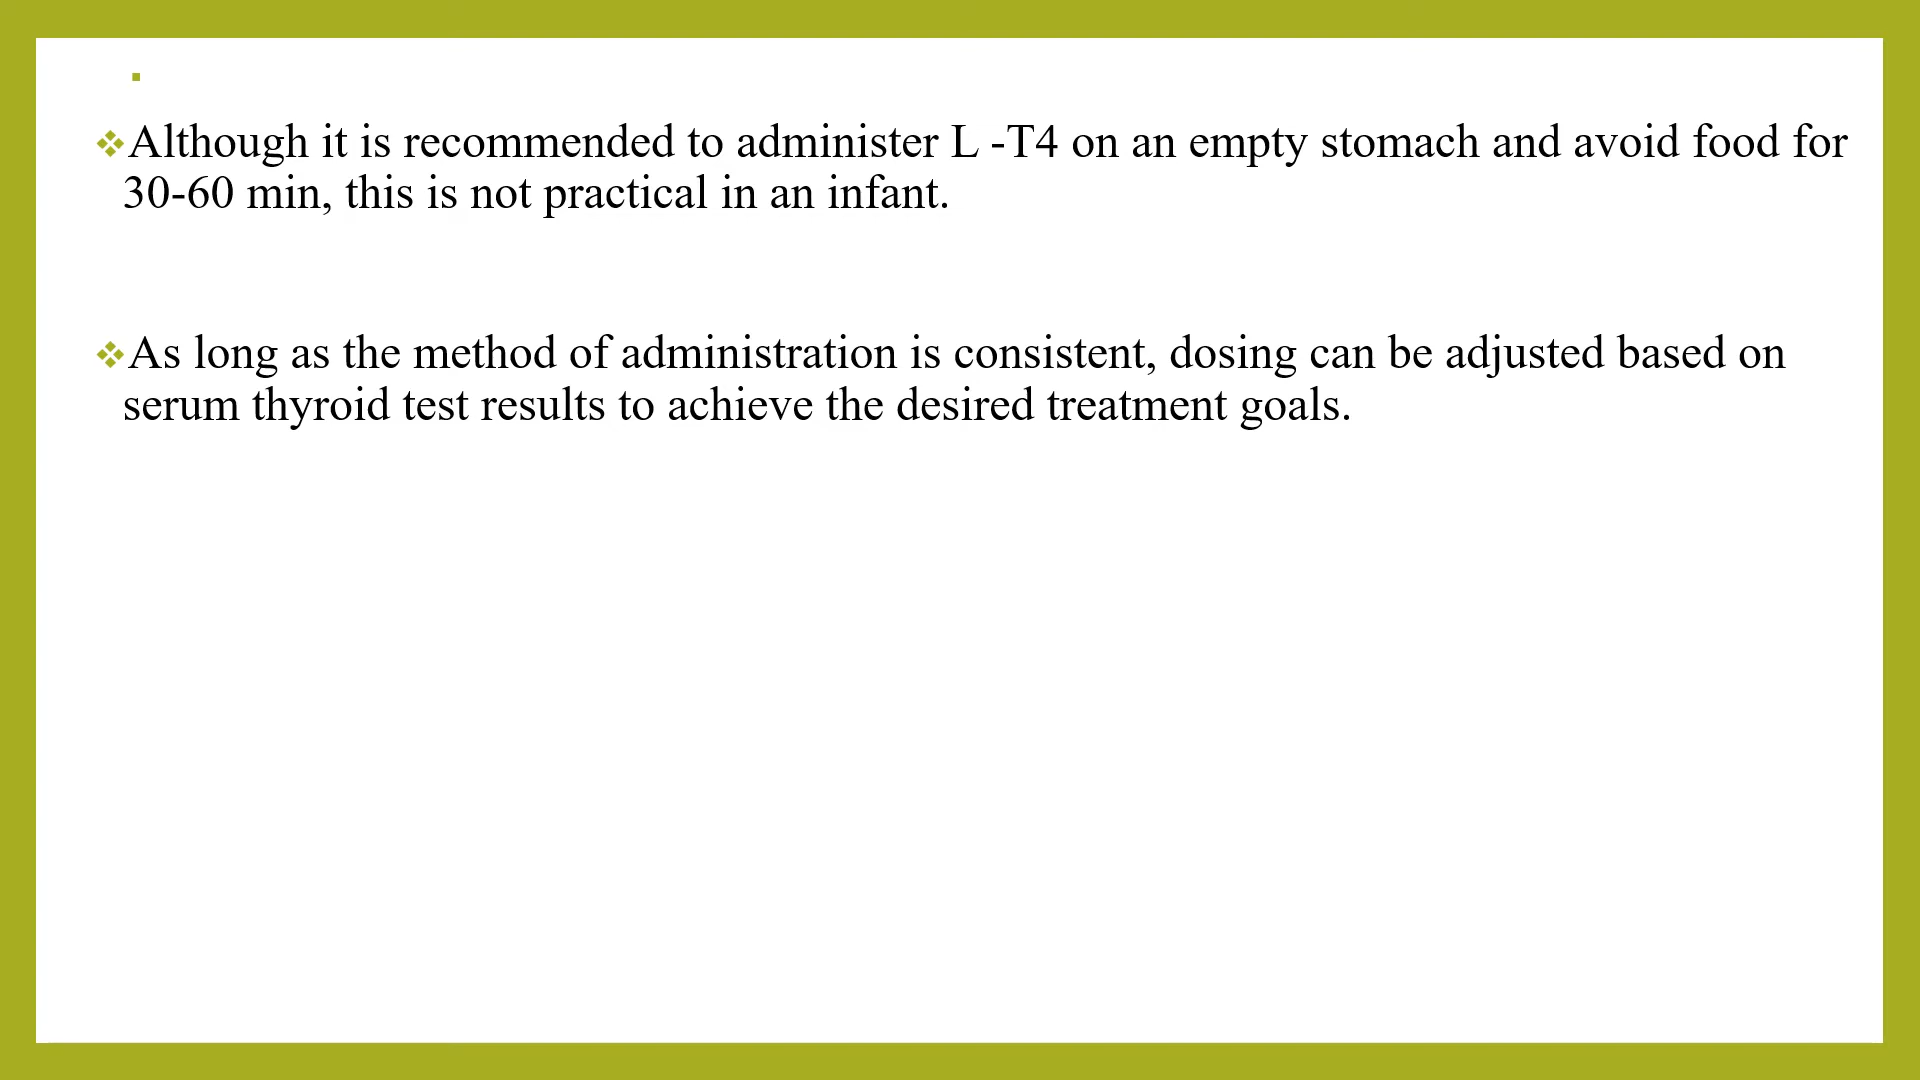 Although it is recommended to administer L -T4 on an empty stomach and avoid food for
30-60 min, this is not practical in an infant.
As long as the method of administration is consistent, dosing can be adjusted based on
serum thyroid test results to achieve the desired treatment goals.